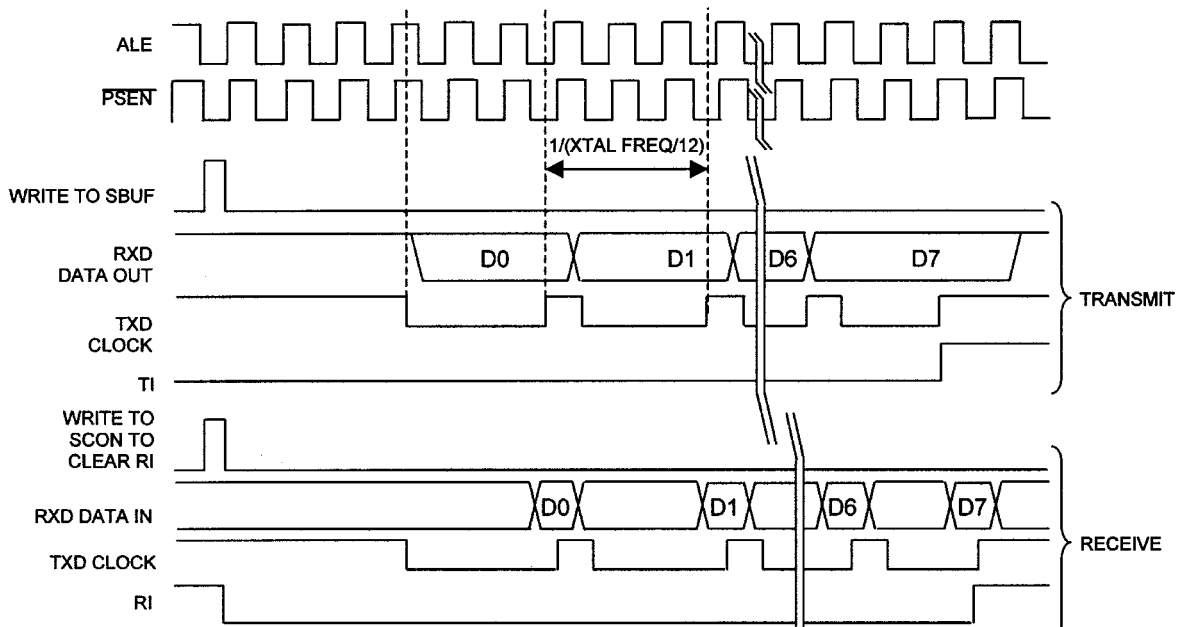 ALE
PSEN
1/(XTAL FREQ/12)
WRITE TO SBUF
RXD
DATA OUT
D0
D1
D6
D7
TXD
CLOCK
TI
TRANSMIT
WRITE TO
SCON TO
CLEAR RI
RXD DATA IN
D0
D1
D6
D7
TXD CLOCK
RI
RECEIVE